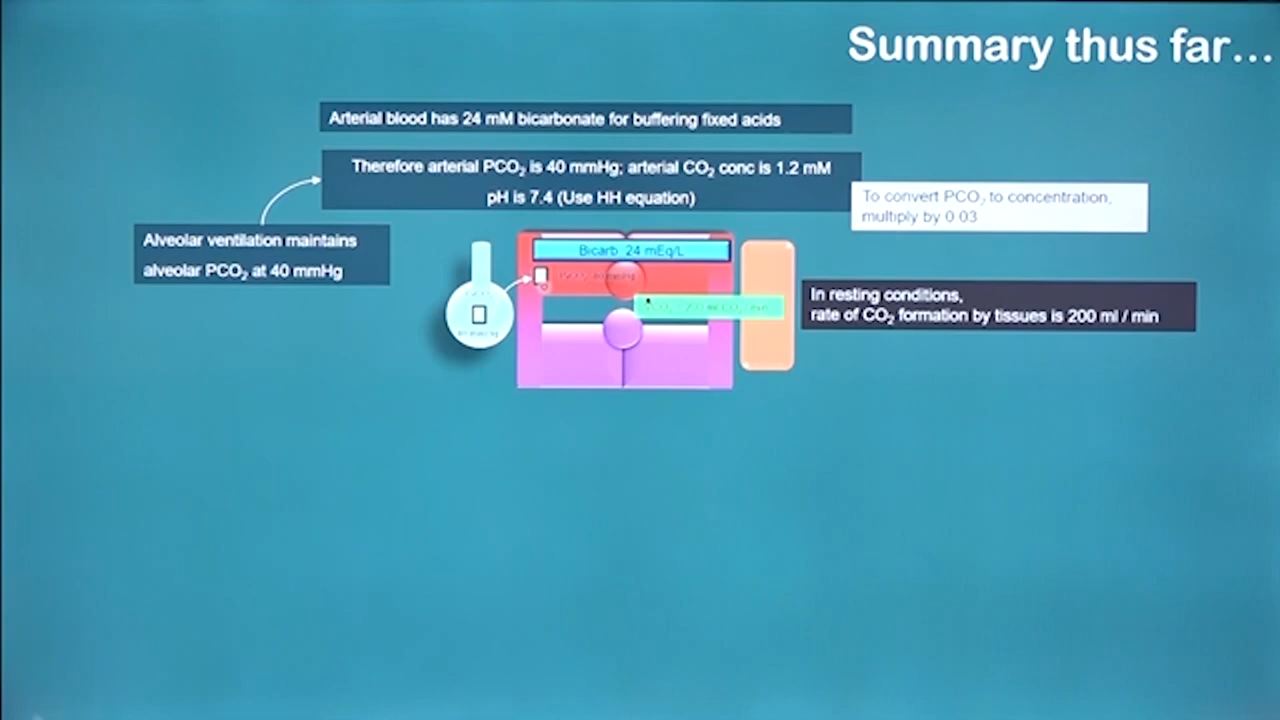 Summary thus far...
Arterial blood has 24 mM bicarbonate for buffering fixed acids
Therefore arterial PCO₂ is 40 mmHg; arterial CO₂ conc is 1.2 mM
pH is 7.4 (Use HH equation)
To convert PCO₂ to concentration,
multiply by 0.03
Alveolar ventilation maintains
alveolar PCO₂ at 40 mmHg
Bicarb 24 mEq/L
In resting conditions,
rate of CO₂ formation by tissues is 200 ml / min